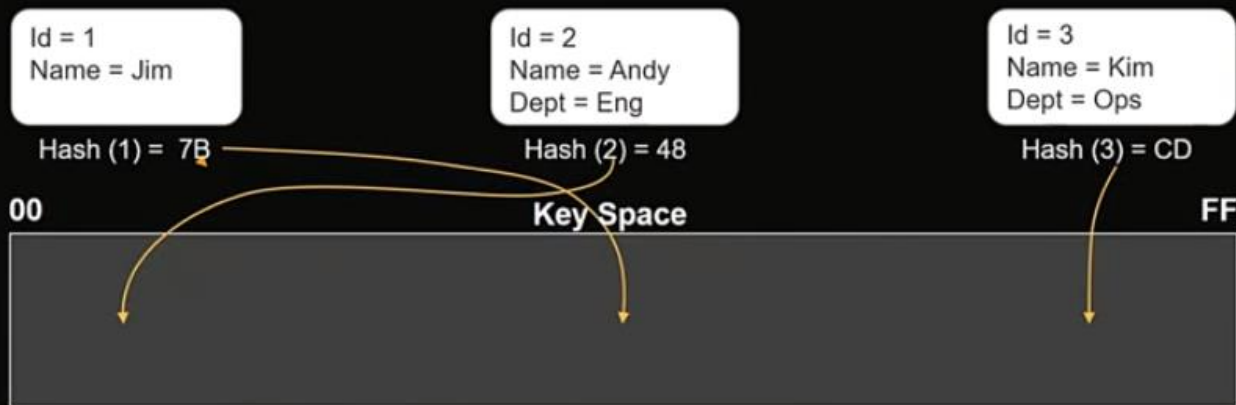 Id = 1
Name = Jim
Id = 2
Name = Andy
Dept = Eng
Id = 3
Name = Kim
Dept = Ops
Hash (1) = 7B
Hash (2) = 48
Hash (3) = CD
00
Key Space
FF